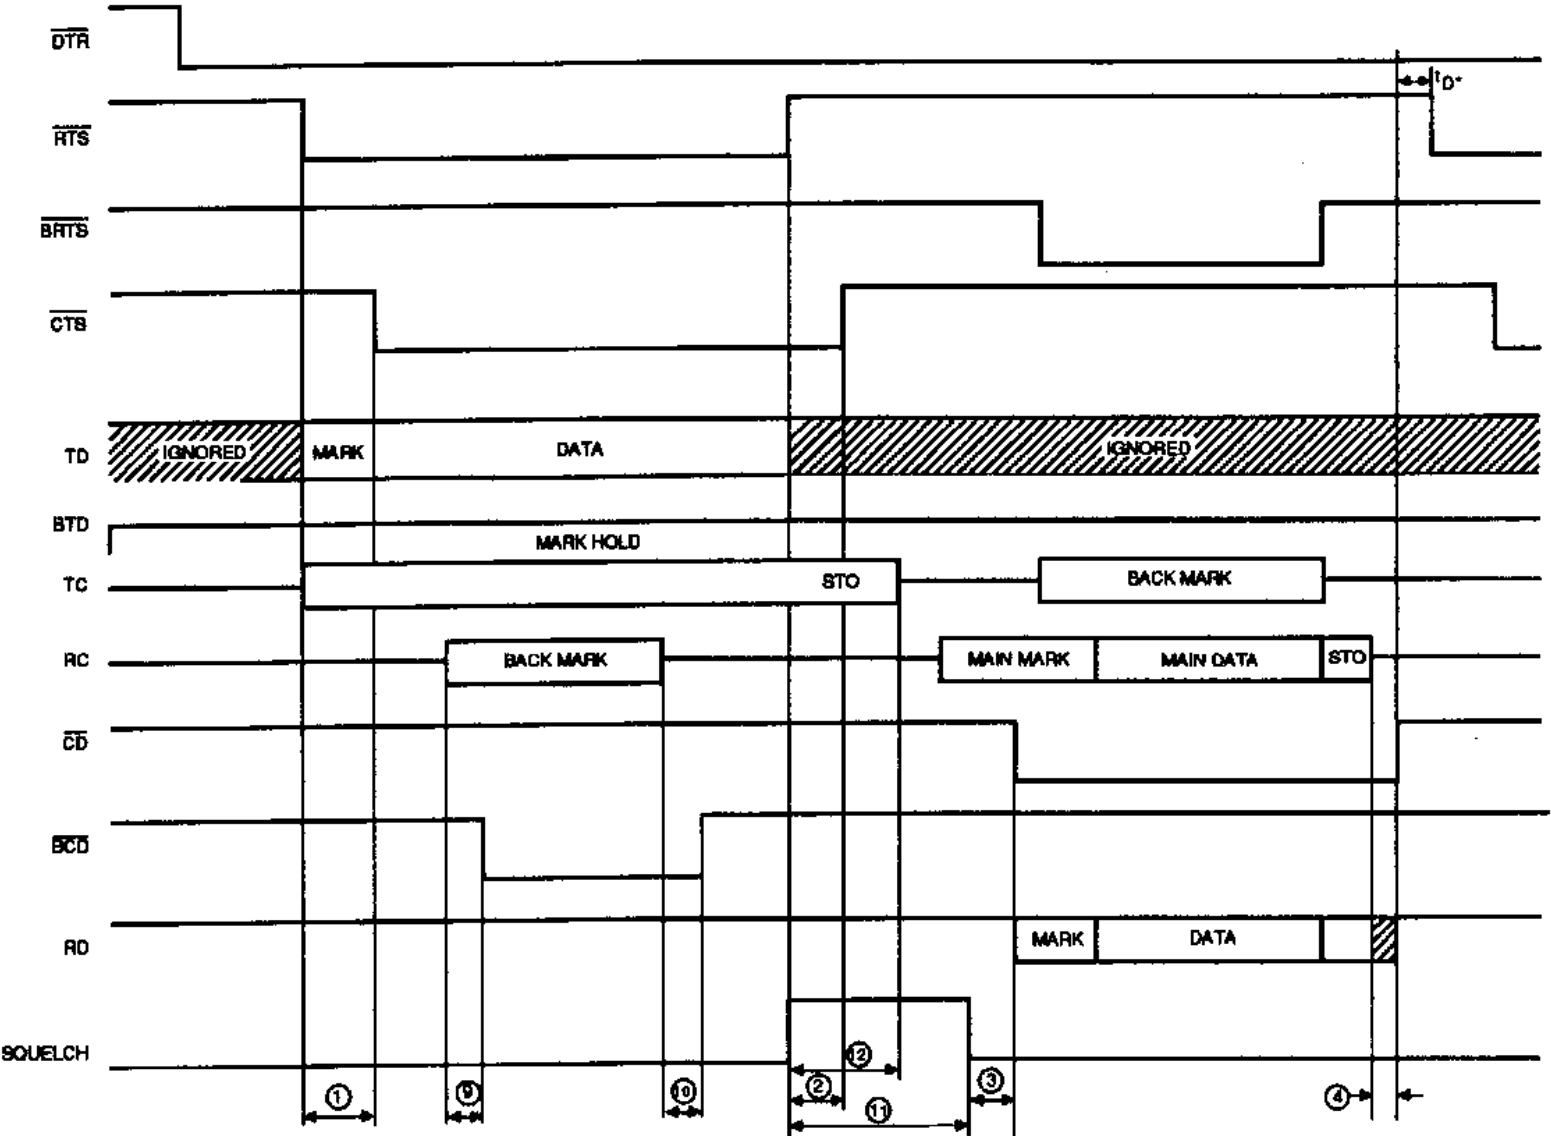 DTR
tD*
RTS
BRTS
CTS
TD IGNORED MARK DATA IGNORED
BTD
MARK HOLD
TC STO BACK MARK
RC BACK MARK MAIN MARK MAIN DATA STO
CD
BCD
RD MARK DATA
SQUELCH
12
1 9 10 2 3 4
11